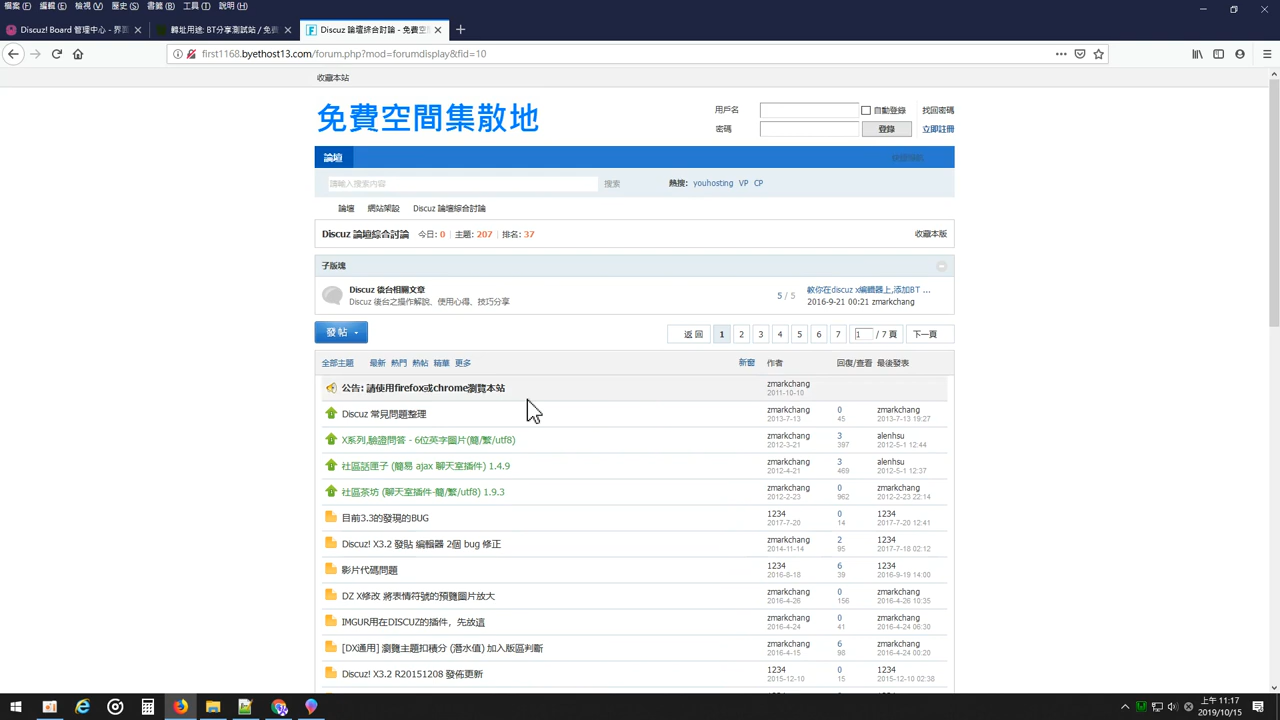 檔案(F) 編輯(E) 檢視(V) 歷史(S) 書籤(B) 工具(T) 說明(H)
Discuz! Board 管理中心 - 界面
轉址用途: BT分享測試站 / 免費
Discuz 論壇綜合討論 - 免費空間
first1168.byethost13.com/forum.php?mod=forumdisplay&fid=10
收藏本站
免費空間集散地
用戶名 自動登錄 找回密碼
密碼 登錄 立即註冊
論壇
請輸入搜索內容 搜索 熱搜: youhosting VP CP
論壇 網站架設 Discuz 論壇綜合討論
Discuz 論壇綜合討論 今日: 0 | 主題: 207 | 排名: 37 收藏本版
子版塊
Discuz 後台相關文章 5 / 5 教你在discuz x編輯器上,添加BT ...
Discuz 後台之操作解說、使用心得、技巧分享 2016-9-21 00:21 zmarkchang
發帖 返回 1 2 3 4 5 6 7 1 / 7 頁 下一頁
全部主題 最新 熱門 熱帖 精華 更多 新窗 作者 回復/查看 最後發表
公告: 請使用firefox或chrome瀏覽本站 zmarkchang
2011-10-10
Discuz 常見問題整理 zmarkchang 0 zmarkchang
2013-7-13 45 2013-7-13 19:27
X系列,驗證問答 - 6位英字圖片(簡/繁/utf8) zmarkchang 3 alenhsu
2012-3-21 397 2012-5-1 12:44
社區話匣子 (簡易 ajax 聊天室插件) 1.4.9 zmarkchang 3 alenhsu
2012-4-21 469 2012-5-1 12:37
社區茶坊 (聊天室插件-簡/繁/utf8) 1.9.3 zmarkchang 0 zmarkchang
2012-2-23 962 2012-2-23 22:14
目前3.3的發現的BUG 1234 0 1234
2017-7-20 14 2017-7-20 12:41
Discuz! X3.2 發貼 編輯器 2個 bug 修正 zmarkchang 2 1234
2014-11-14 95 2017-7-18 02:12
影片代碼問題 1234 6 1234
2016-8-18 39 2016-9-19 14:00
DZ X修改 將表情符號的預覽圖片放大 zmarkchang 0 zmarkchang
2016-4-26 156 2016-4-26 10:35
IMGUR用在DISCUZ的插件，先放這 zmarkchang 0 zmarkchang
2016-4-24 41 2016-4-24 06:30
[DX通用] 瀏覽主題扣積分 (潛水值) 加入版區判斷 zmarkchang 6 zmarkchang
2016-4-15 98 2016-4-24 00:20
Discuz! X3.2 R20151208 發佈更新 1234 0 1234
2015-12-10 15 2015-12-10 02:38
上午 11:17
2019/10/15